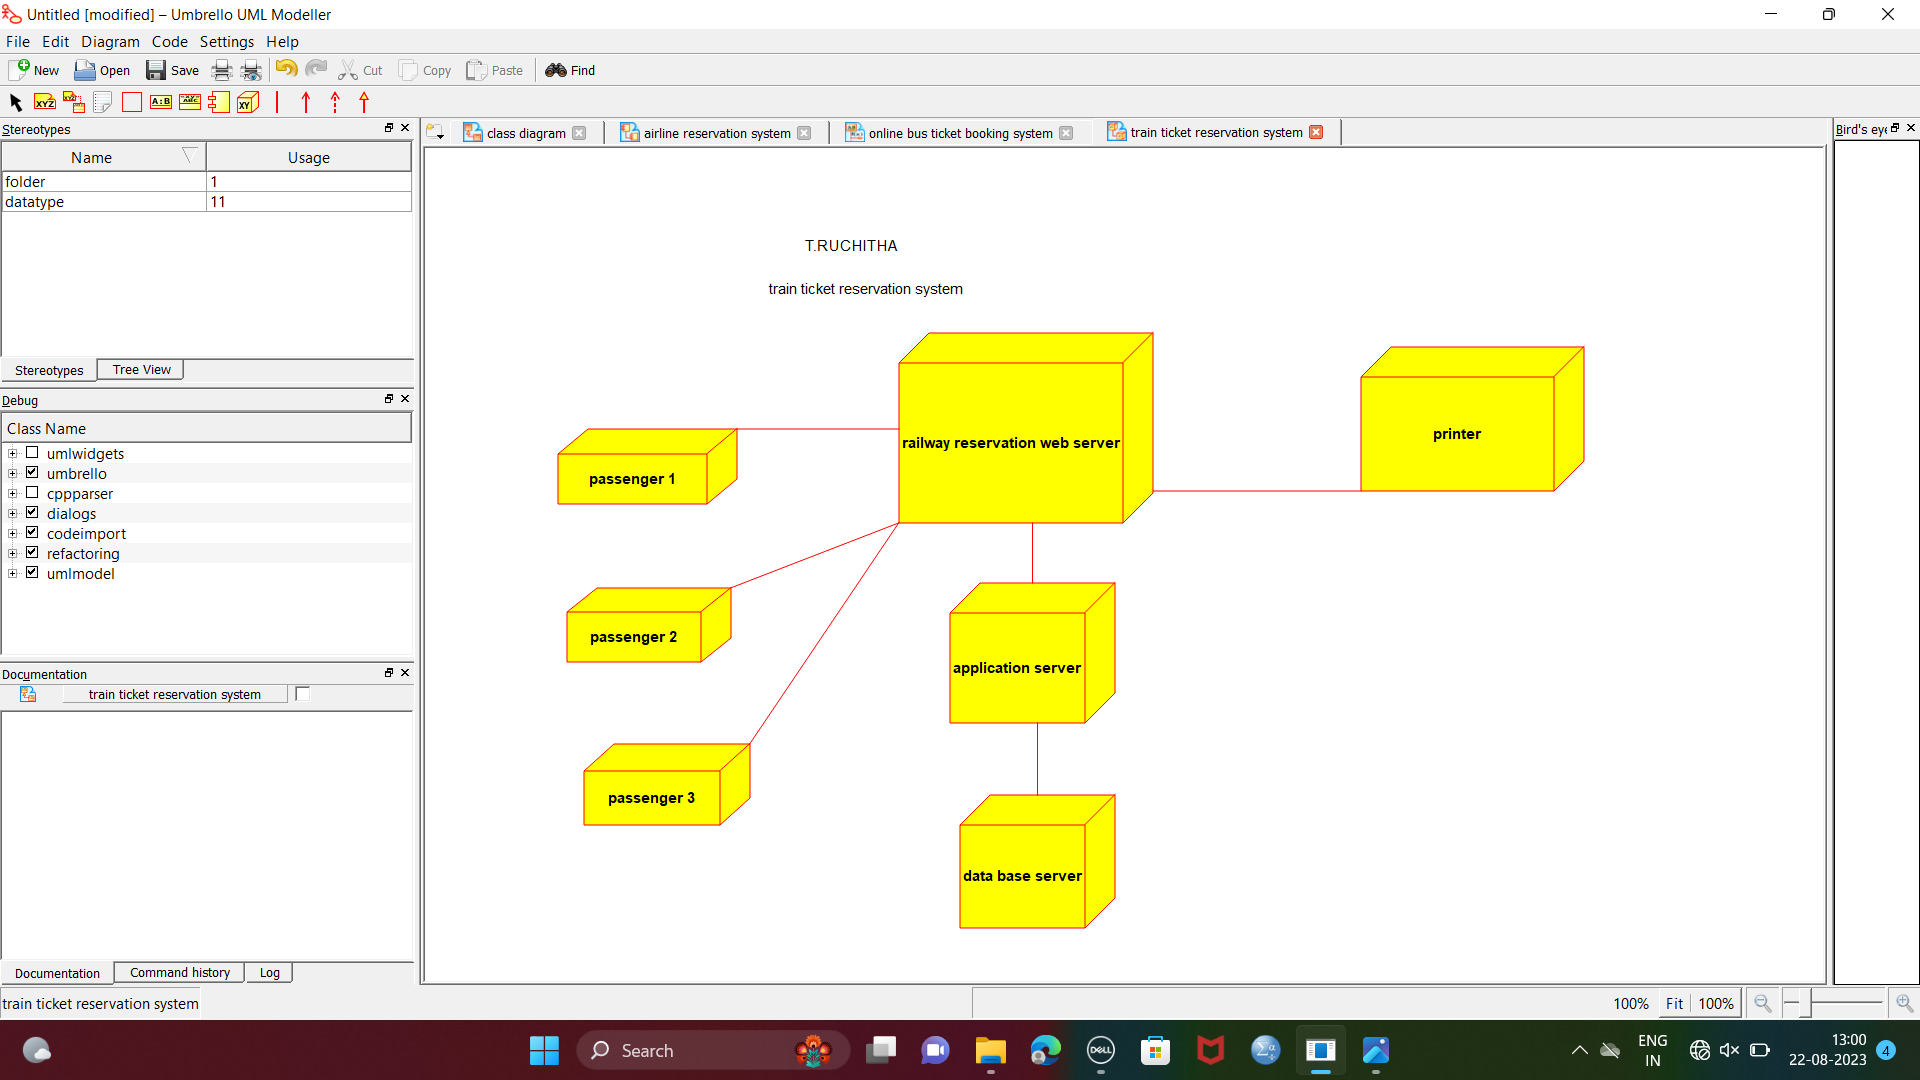 Untitled [modified] – Umbrello UML Modeller
File Edit Diagram Code Settings Help
New Open Save Cut Copy Paste Find
XYZ XYZ A:B ABC XY
Stereotypes
Name Usage
folder 1
datatype 11
Stereotypes Tree View
Debug
Class Name
umlwidgets
umbrello
cppparser
dialogs
codeimport
refactoring
umlmodel
Documentation
train ticket reservation system
Documentation Command history Log
class diagram airline reservation system online bus ticket booking system train ticket reservation system
Bird's eye
T.RUCHITHA
train ticket reservation system
railway reservation web server
printer
passenger 1
passenger 2
application server
passenger 3
data base server
train ticket reservation system
100% Fit 100%
Search
DELL
ENG
IN
13:00
22-08-2023
4